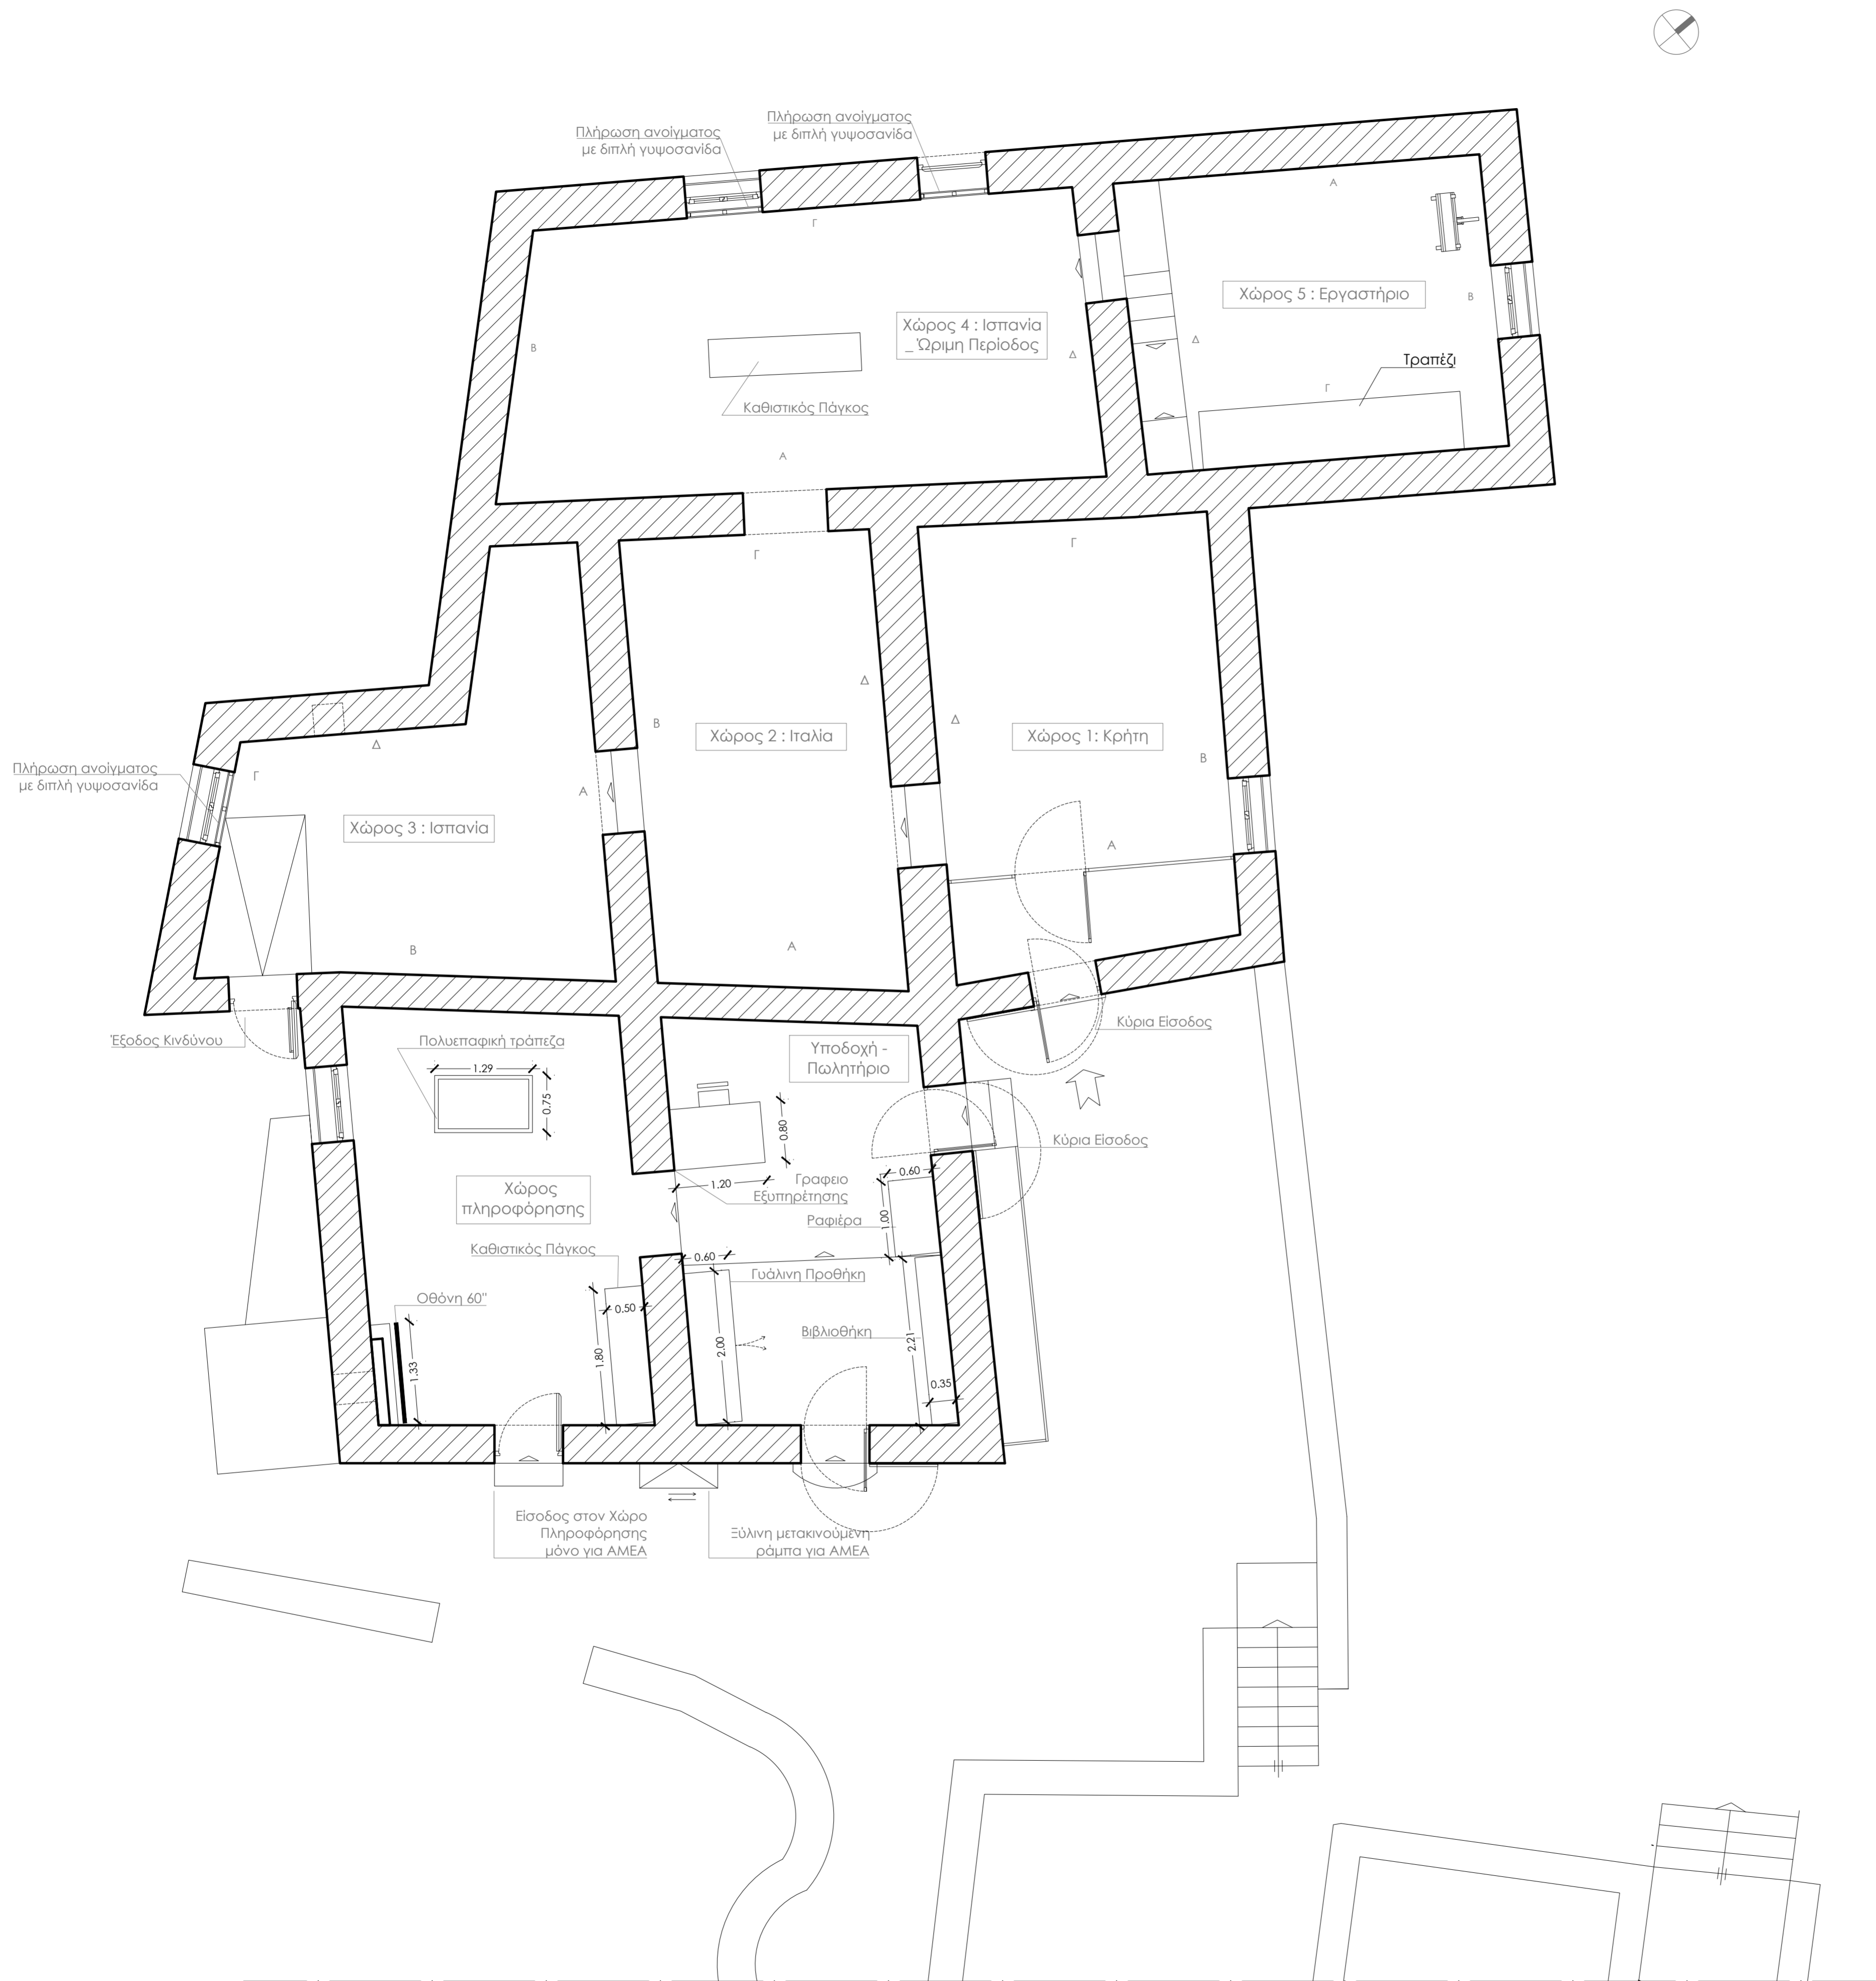 Πλήρωση ανοίγματος
με διπλή γυψοσανίδα
Πλήρωση ανοίγματος
με διπλή γυψοσανίδα
Γ
Α
Χώρος 5 : Εργαστήριο
Β
Χώρος 4 : Ισπανία
_ Ώριμη Περίοδος
Β
Δ
Δ
Τραπέζι
Γ
Καθιστικός Πάγκος
Α
Γ
Γ
Δ
Β
Δ
Χώρος 2 : Ιταλία
Χώρος 1: Κρήτη
Δ
Β
Πλήρωση ανοίγματος
με διπλή γυψοσανίδα
Γ
Α
Χώρος 3 : Ισπανία
Α
Β
Α
Έξοδος Κινδύνου
Κύρια Είσοδος
Πολυεπαφική τράπεζα
1.29
0.75
Υποδοχή -
Πωλητήριο
0.80
Κύρια Είσοδος
Χώρος
πληροφόρησης
1.20
Γραφειο
Εξυπηρέτησης
0.60
Ραφιέρα
1.00
Καθιστικός Πάγκος
0.60
Γυάλινη Προθήκη
Οθόνη 60"
0.50
1.33
1.80
2.00
Βιβλιοθήκη
2.21
0.35
Είσοδος στον Χώρο
Πληροφόρησης
μόνο για ΑΜΕΑ
Ξύλινη μετακινούμενη
ράμπα για ΑΜΕΑ